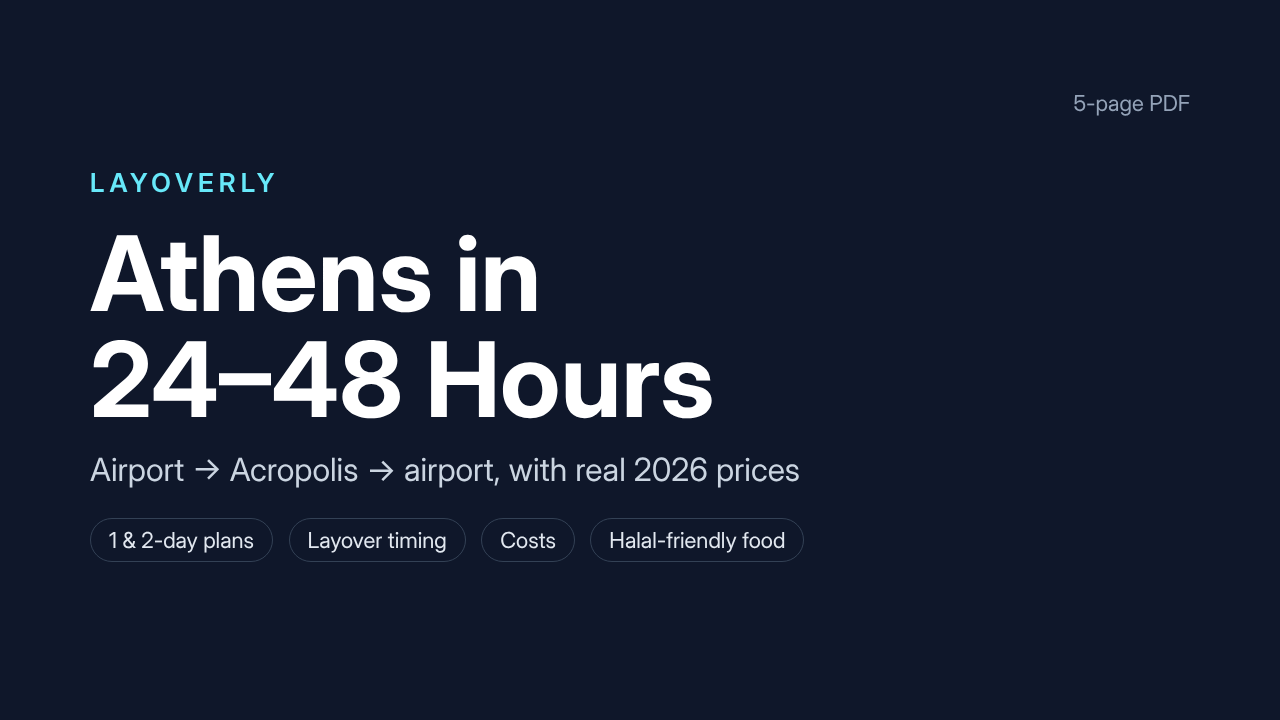 5-page PDF
LAYOVERLY
Athens in
24–48 Hours
Airport → Acropolis → airport, with real 2026 prices
1 & 2-day plans
Layover timing
Costs
Halal-friendly food